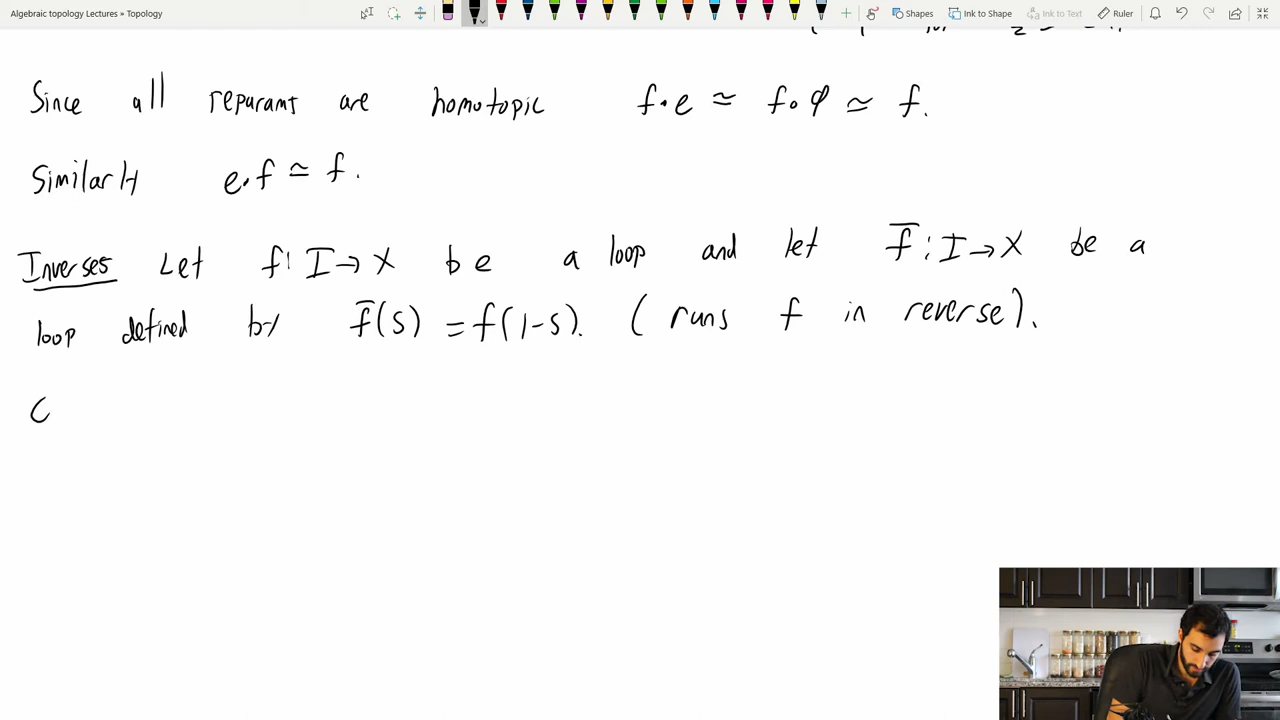 Algebraic topology Lectures » Topology
Shapes Ink to Shape Ink to Text Ruler
Since all reparams are homotopic f·e ≃ f∘φ ≃ f.
Similarly e·f ≃ f.
Inverses Let f: I→X be a loop and let f̅: I→X be a
loop defined by f̅(s) = f(1-s). (runs f in reverse).
C